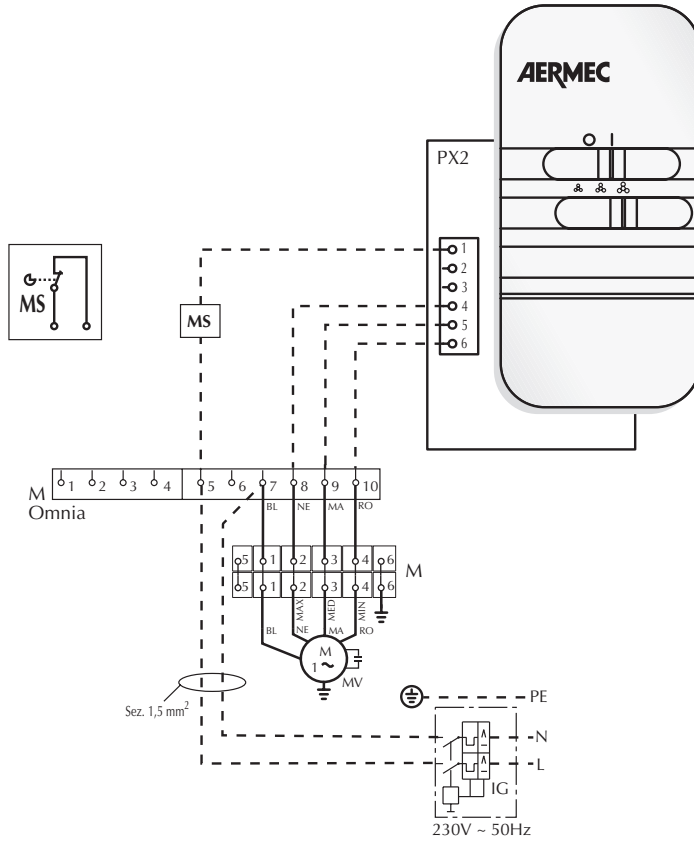 AERMEC
PX2
1
2
3
4
5
6
MS
MS
M
Omnia
1 2 3 4 5 6 7 8 9 10
BL NE MA RO
5 1 2 3 4 6
M
5 1 2 3 4 6
MAX MED MIN
BL NE MA RO
M
1 ~
MV
Sez. 1,5 mm²
PE
N
L
IG
230V ~ 50Hz